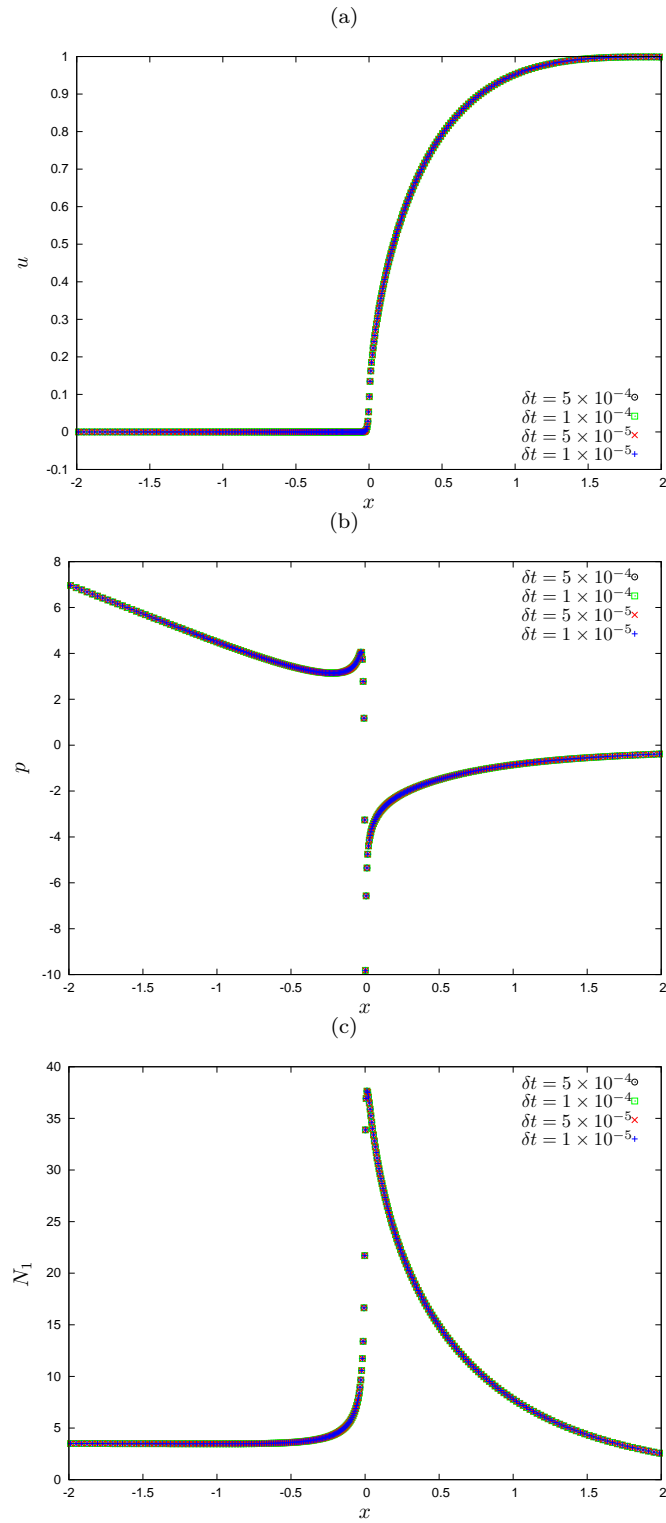 (a)
1
0.9
0.8
0.7
0.6
0.5
0.4
0.3
0.2
0.1
0
-0.1
u
δt = 5 × 10⁻⁴
δt = 1 × 10⁻⁴
δt = 5 × 10⁻⁵
δt = 1 × 10⁻⁵
-2 -1.5 -1 -0.5 0 0.5 1 1.5 2
x
(b)
8
6
4
2
0
-2
-4
-6
-8
-10
p
δt = 5 × 10⁻⁴
δt = 1 × 10⁻⁴
δt = 5 × 10⁻⁵
δt = 1 × 10⁻⁵
-2 -1.5 -1 -0.5 0 0.5 1 1.5 2
x
(c)
40
35
30
25
20
15
10
5
0
N₁
δt = 5 × 10⁻⁴
δt = 1 × 10⁻⁴
δt = 5 × 10⁻⁵
δt = 1 × 10⁻⁵
-2 -1.5 -1 -0.5 0 0.5 1 1.5 2
x